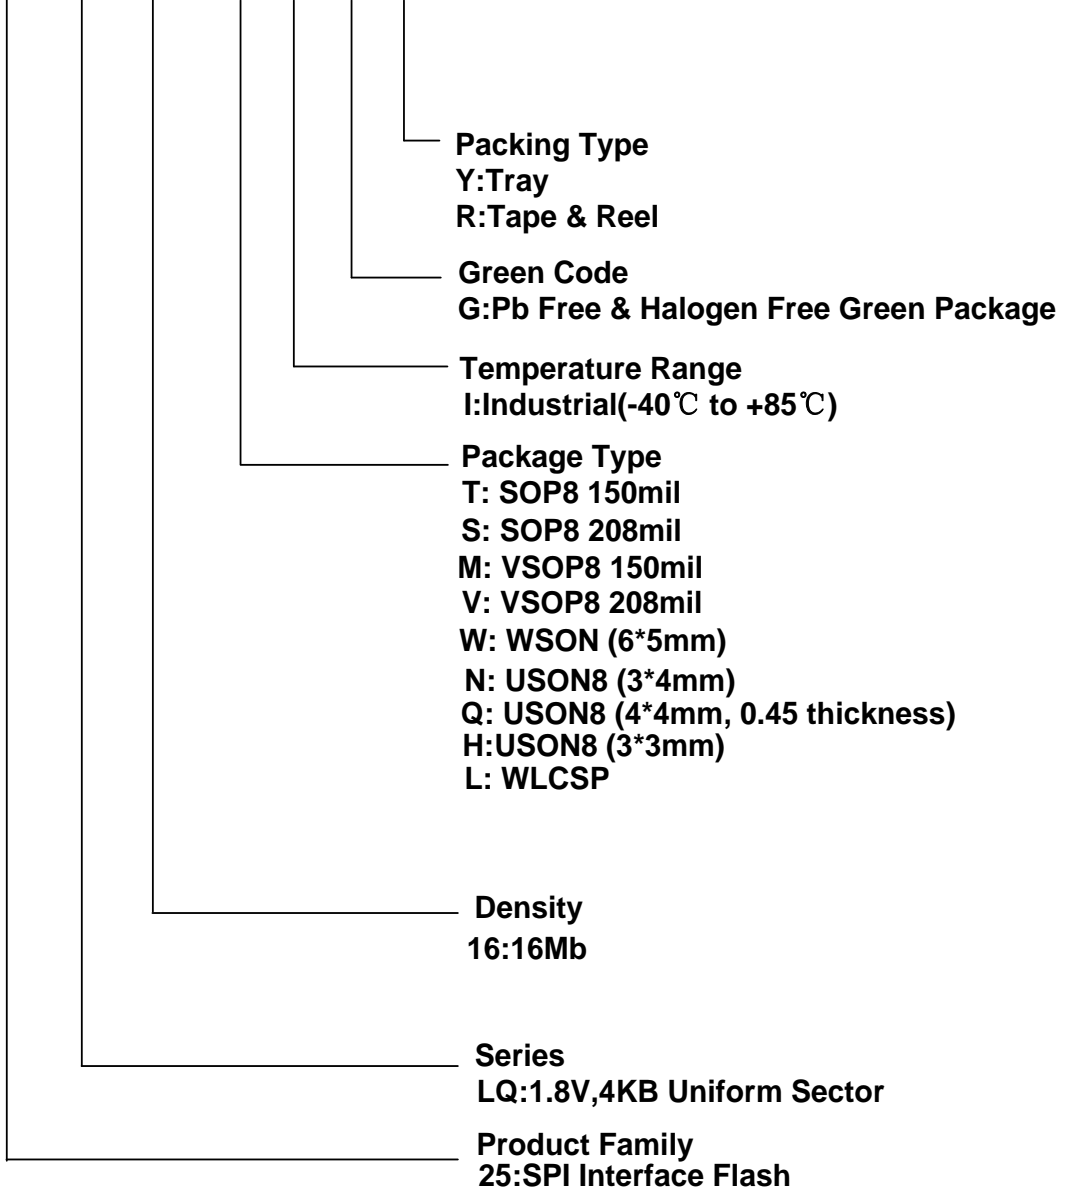 Packing Type
Y:Tray
R:Tape & Reel
Green Code
G:Pb Free & Halogen Free Green Package
Temperature Range
I:Industrial(-40℃ to +85℃)
Package Type
T: SOP8 150mil
S: SOP8 208mil
M: VSOP8 150mil
V: VSOP8 208mil
W: WSON (6*5mm)
N: USON8 (3*4mm)
Q: USON8 (4*4mm, 0.45 thickness)
H:USON8 (3*3mm)
L: WLCSP
Density
16:16Mb
Series
LQ:1.8V,4KB Uniform Sector
Product Family
25:SPI Interface Flash